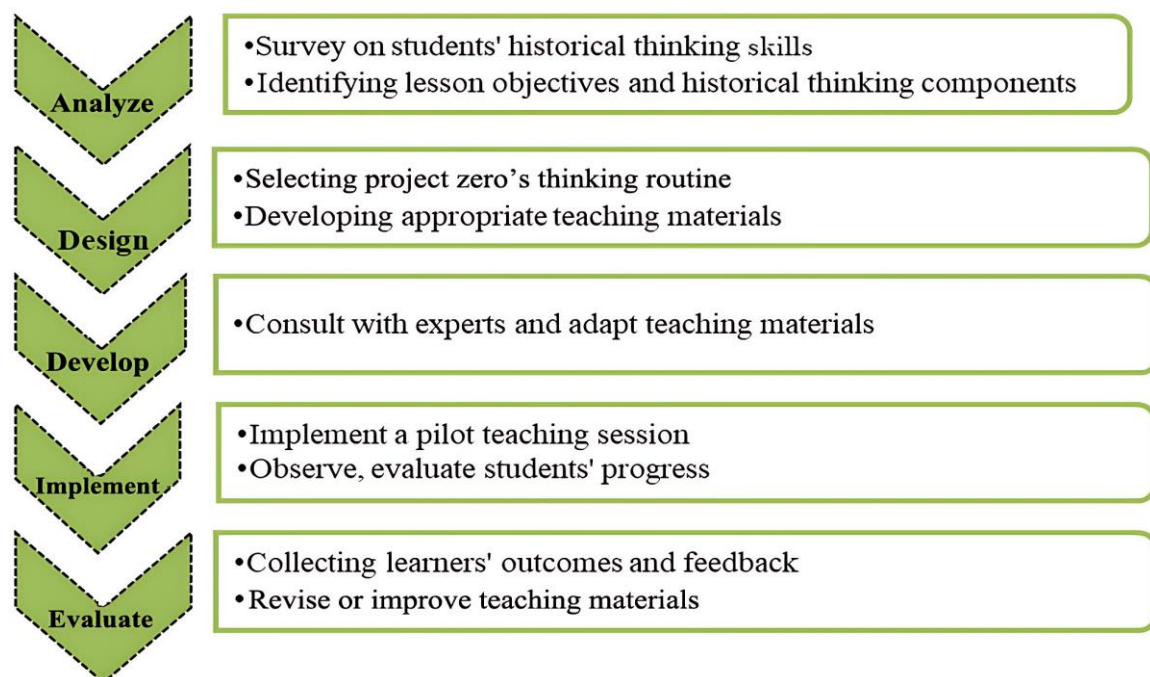 Analyze
•Survey on students' historical thinking skills
•Identifying lesson objectives and historical thinking components
Design
•Selecting project zero’s thinking routine
•Developing appropriate teaching materials
Develop
•Consult with experts and adapt teaching materials
Implement
•Implement a pilot teaching session
•Observe, evaluate students' progress
Evaluate
•Collecting learners' outcomes and feedback
•Revise or improve teaching materials